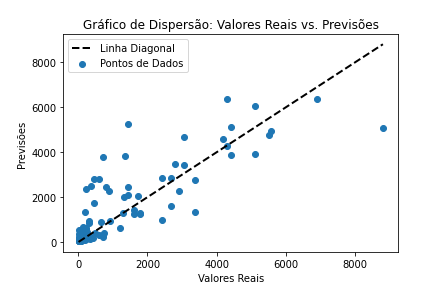 Gráfico de Dispersão: Valores Reais vs. Previsões
Linha Diagonal
Pontos de Dados
8000
6000
4000
2000
0
Previsões
0 2000 4000 6000 8000
Valores Reais